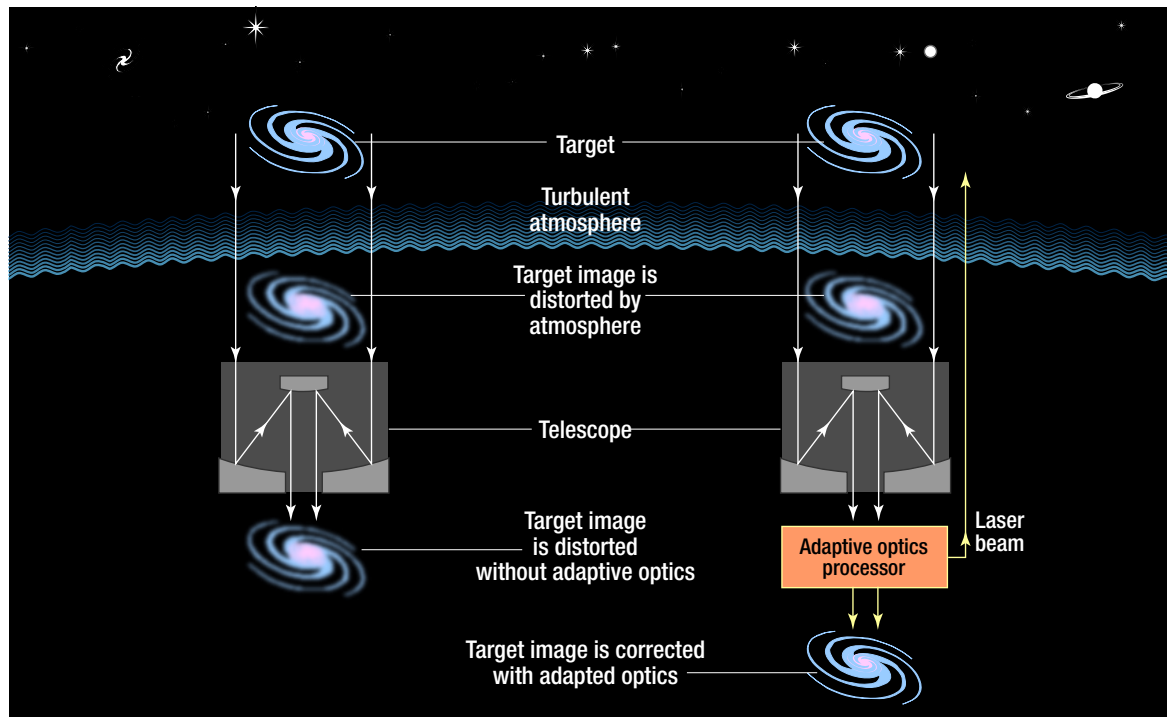 Target
Turbulent
atmosphere
Target image is
distorted by
atmosphere
Telescope
Target image
is distorted
without adaptive optics
Adaptive optics
processor
Laser
beam
Target image is corrected
with adapted optics